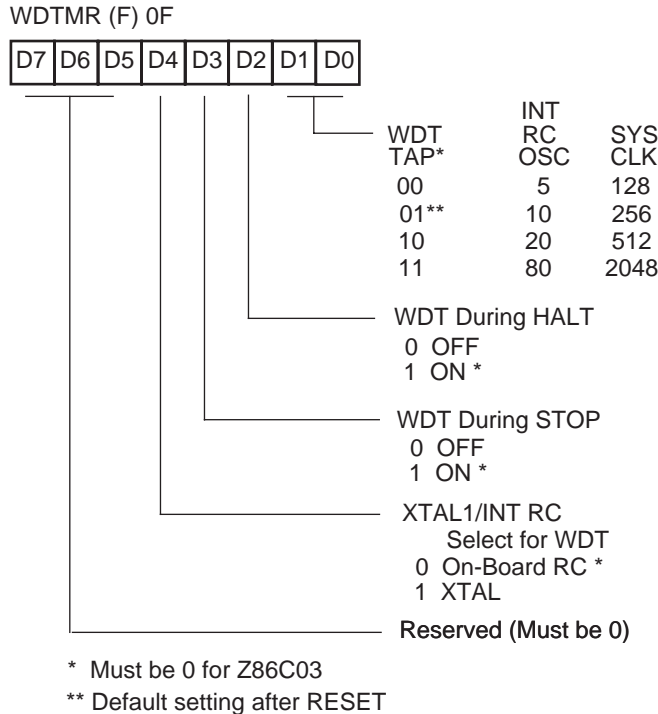 WDTMR (F) 0F
D7 D6 D5 D4 D3 D2 D1 D0
INT
WDT RC SYS
TAP* OSC CLK
00 5 128
01** 10 256
10 20 512
11 80 2048
WDT During HALT
0 OFF
1 ON *
WDT During STOP
0 OFF
1 ON *
XTAL1/INT RC
Select for WDT
0 On-Board RC *
1 XTAL
Reserved (Must be 0)
* Must be 0 for Z86C03
** Default setting after RESET